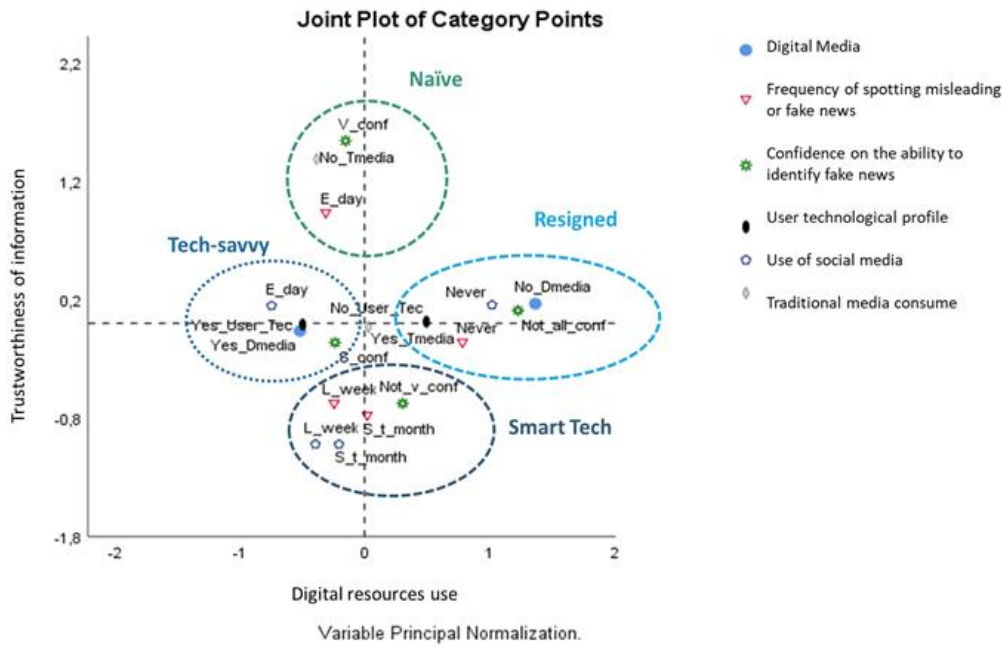 Joint Plot of Category Points
Trustworthiness of information
2,2
1,2
0,2
-0,8
-1,8
Naïve
V_conf
No_Tmedia
E_day
Tech-savvy
E_day
Yes_User_Tec
Yes_Dmedia
No_User_Tec
Yes_Tmedia
S_conf
Resigned
Never
No_Dmedia
Never
Not_all_conf
L_week
Not_v_conf
L_week
S_t_month
S_t_month
Smart Tech
-2
-1
0
1
2
Digital resources use
Variable Principal Normalization.
Digital Media
Frequency of spotting misleading
or fake news
Confidence on the ability to
identify fake news
User technological profile
Use of social media
Traditional media consume